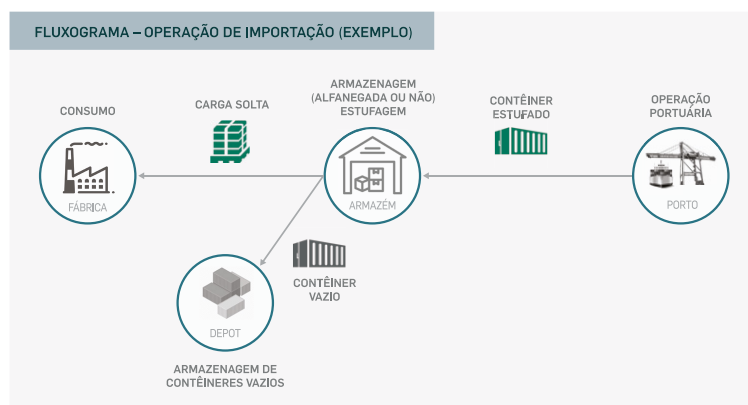 FLUXOGRAMA – OPERAÇÃO DE IMPORTAÇÃO (EXEMPLO)
CONSUMO
CARGA SOLTA
ARMAZENAGEM
(ALFANEGADA OU NÃO)
ESTUFAGEM
CONTÊINER
ESTUFADO
OPERAÇÃO
PORTUÁRIA
FÁBRICA
ARMAZÉM
PORTO
CONTÊINER
VAZIO
DEPOT
ARMAZENAGEM DE
CONTÊINERES VAZIOS